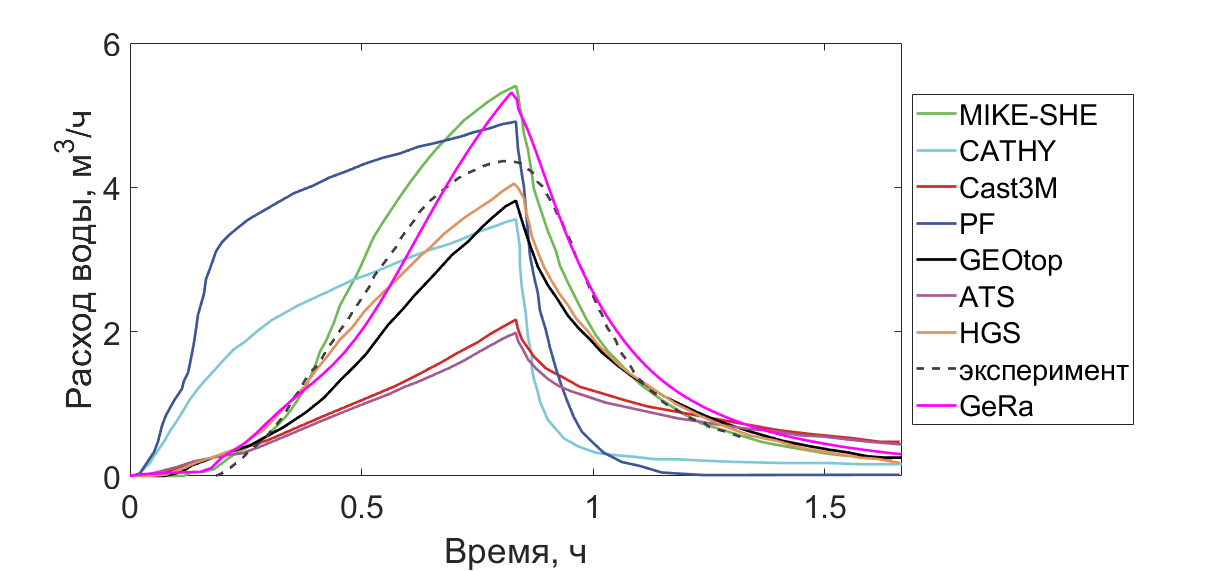 Расход воды, м³/ч
6
4
2
0
0
0.5
1
1.5
Время, ч
MIKE-SHE
CATHY
Cast3M
PF
GEOtop
ATS
HGS
эксперимент
GeRa